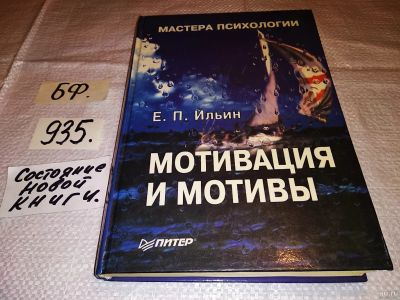 МАСТЕРА ПСИХОЛОГИИ
Е. П. Ильин
МОТИВАЦИЯ
И МОТИВЫ
ПИТЕР
БФ.
935.
Состояние
новой
книги.